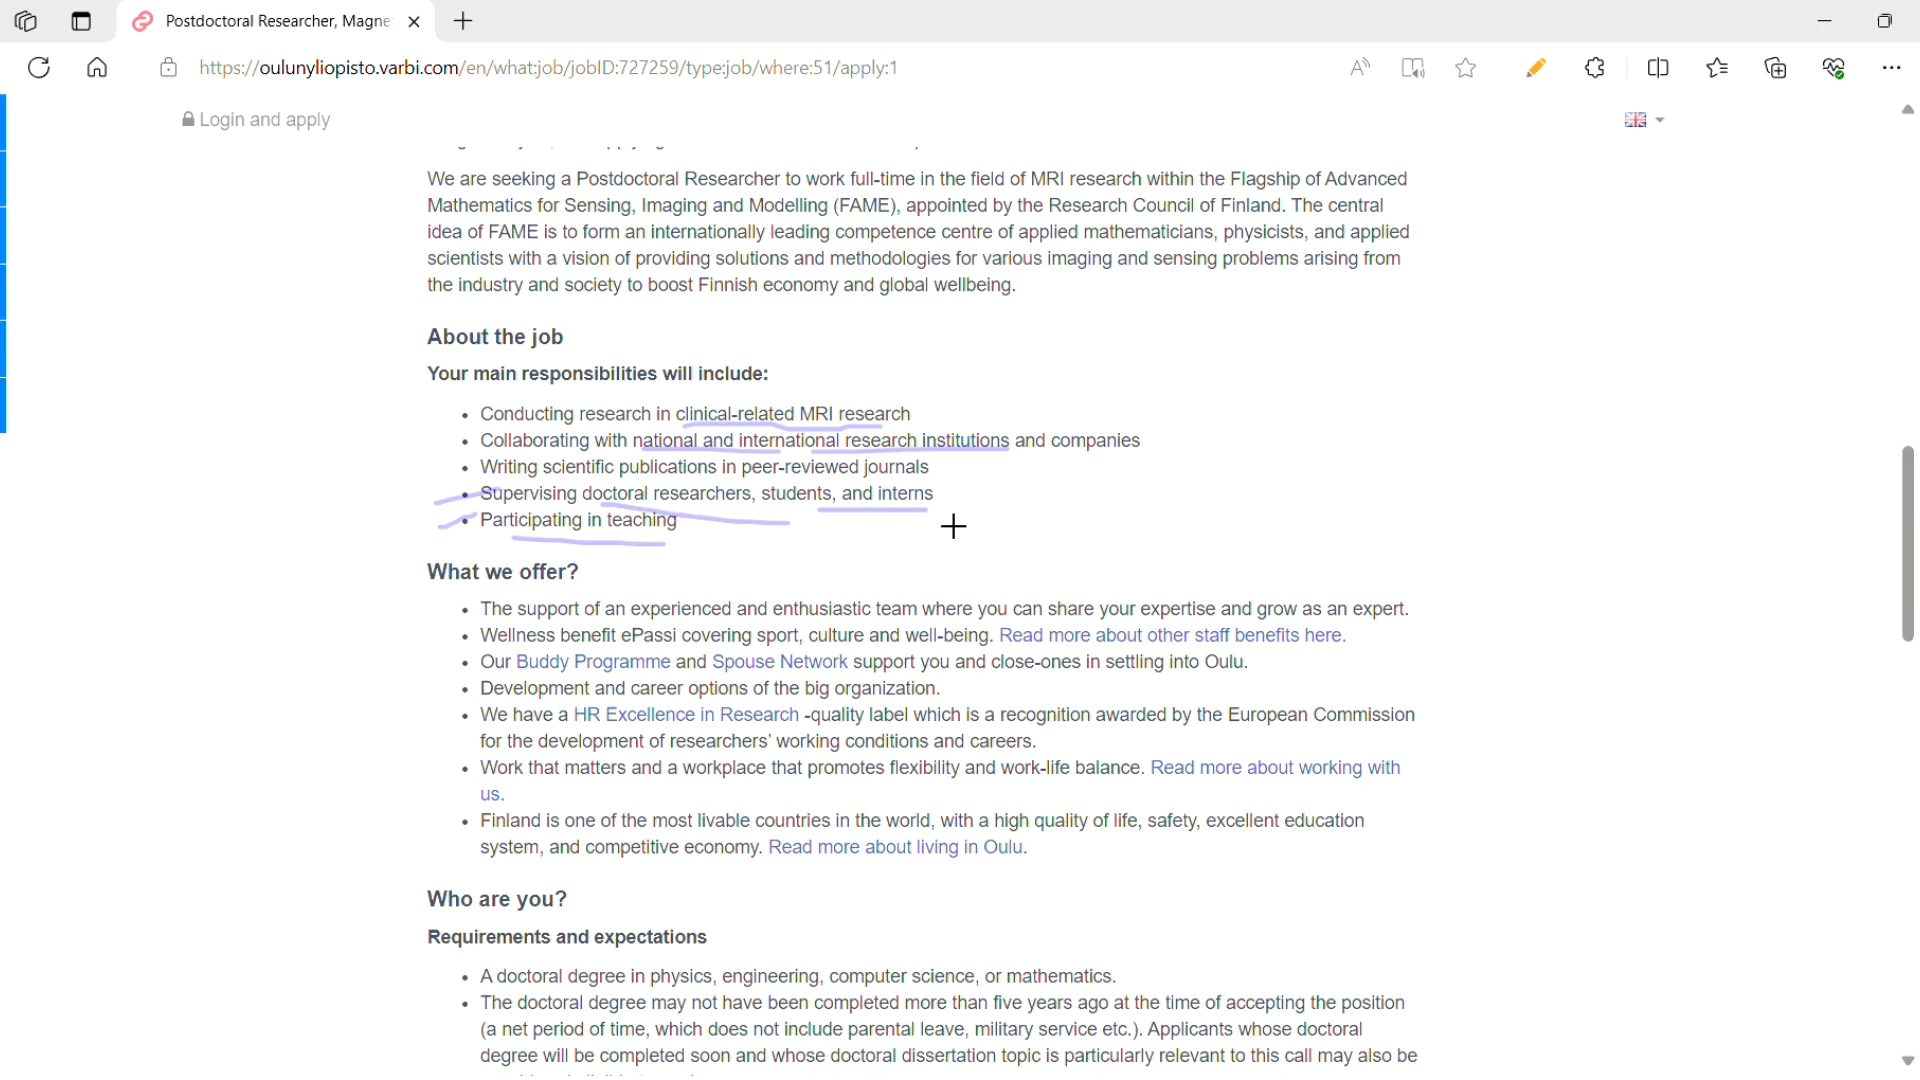 Postdoctoral Researcher, Magne
https://oulunyliopisto.varbi.com/en/what:job/jobID:727259/type:job/where:51/apply:1
Login and apply
We are seeking a Postdoctoral Researcher to work full-time in the field of MRI research within the Flagship of Advanced
Mathematics for Sensing, Imaging and Modelling (FAME), appointed by the Research Council of Finland. The central
idea of FAME is to form an internationally leading competence centre of applied mathematicians, physicists, and applied
scientists with a vision of providing solutions and methodologies for various imaging and sensing problems arising from
the industry and society to boost Finnish economy and global wellbeing.
About the job
Your main responsibilities will include:
• Conducting research in clinical-related MRI research
• Collaborating with national and international research institutions and companies
• Writing scientific publications in peer-reviewed journals
• Supervising doctoral researchers, students, and interns
• Participating in teaching
What we offer?
• The support of an experienced and enthusiastic team where you can share your expertise and grow as an expert.
• Wellness benefit ePassi covering sport, culture and well-being. Read more about other staff benefits here.
• Our Buddy Programme and Spouse Network support you and close-ones in settling into Oulu.
• Development and career options of the big organization.
• We have a HR Excellence in Research -quality label which is a recognition awarded by the European Commission
for the development of researchers' working conditions and careers.
• Work that matters and a workplace that promotes flexibility and work-life balance. Read more about working with
us.
• Finland is one of the most livable countries in the world, with a high quality of life, safety, excellent education
system, and competitive economy. Read more about living in Oulu.
Who are you?
Requirements and expectations
• A doctoral degree in physics, engineering, computer science, or mathematics.
• The doctoral degree may not have been completed more than five years ago at the time of accepting the position
(a net period of time, which does not include parental leave, military service etc.). Applicants whose doctoral
degree will be completed soon and whose doctoral dissertation topic is particularly relevant to this call may also be